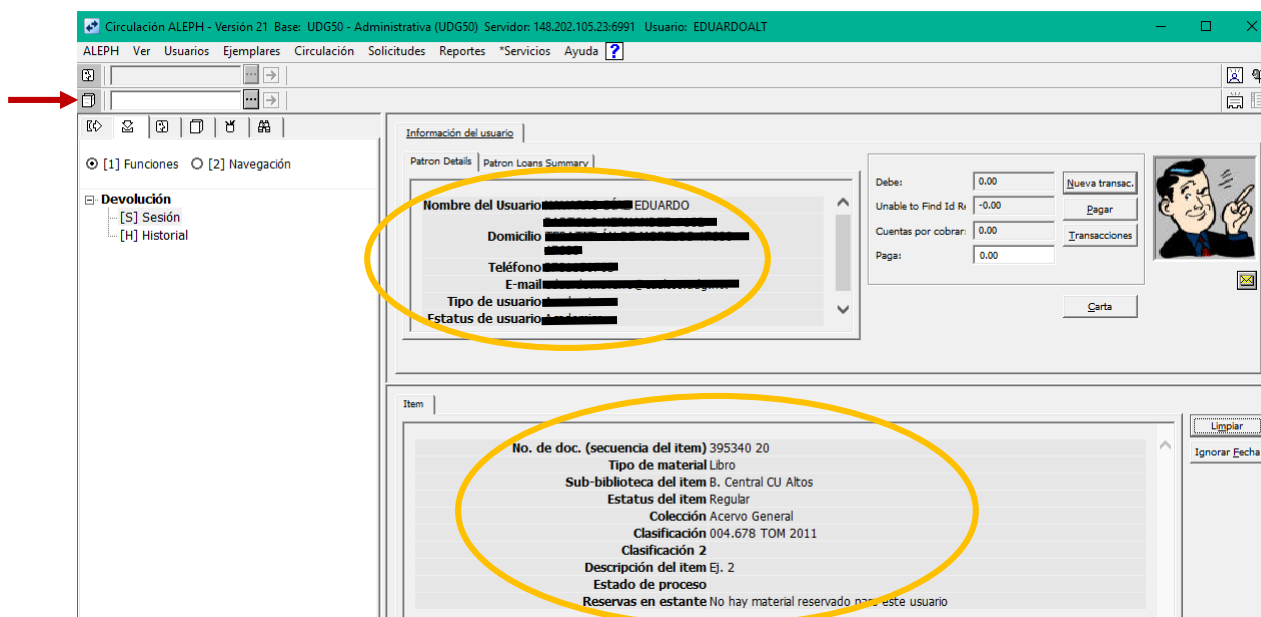 Circulación ALEPH - Versión 21 Base: UDG50 - Administrativa (UDG50) Servidor: 148.202.105.23:6991 Usuario: EDUARDOALT
ALEPH Ver Usuarios Ejemplares Circulación Solicitudes Reportes *Servicios Ayuda ?
[1] Funciones [2] Navegación
Devolución
[S] Sesión
[H] Historial
Información del usuario
Patron Details Patron Loans Summary
Nombre del Usuario EDUARDO
Domicilio
Teléfono
E-mail
Tipo de usuario
Estatus de usuario
Debe: 0.00 Nueva transac.
Unable to Find Id -0.00 Pagar
Cuentas por cobrar: 0.00 Transacciones
Paga: 0.00
Carta
Item
No. de doc. (secuencia del item) 395340 20
Tipo de material Libro
Sub-biblioteca del item B. Central CU Altos
Estatus del item Regular
Colección Acervo General
Clasificación 004.678 TOM 2011
Clasificación 2
Descripción del item Ej. 2
Estado de proceso
Reservas en estante No hay material reservado para este usuario
Limpiar
Ignorar Fecha